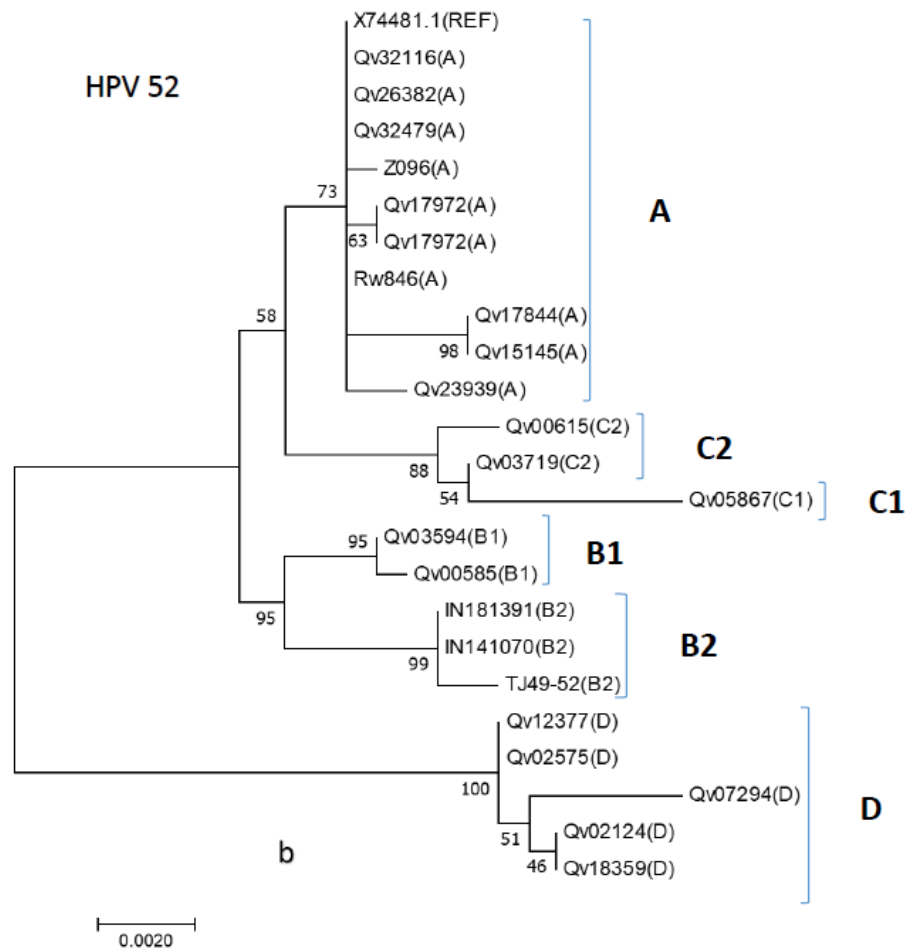 X74481.1(REF)
Qv32116(A)
HPV 52
Qv26382(A)
Qv32479(A)
Z096(A)
73
Qv17972(A)
A
63
Qv17972(A)
Rw846(A)
58
Qv17844(A)
98
Qv15145(A)
Qv23939(A)
Qv00615(C2)
C2
88
Qv03719(C2)
54
Qv05867(C1)
C1
95
Qv03594(B1)
B1
Qv00585(B1)
95
IN181391(B2)
IN141070(B2)
B2
99
TJ49-52(B2)
Qv12377(D)
Qv02575(D)
100
Qv07294(D)
D
51
Qv02124(D)
b
46
Qv18359(D)
0.0020